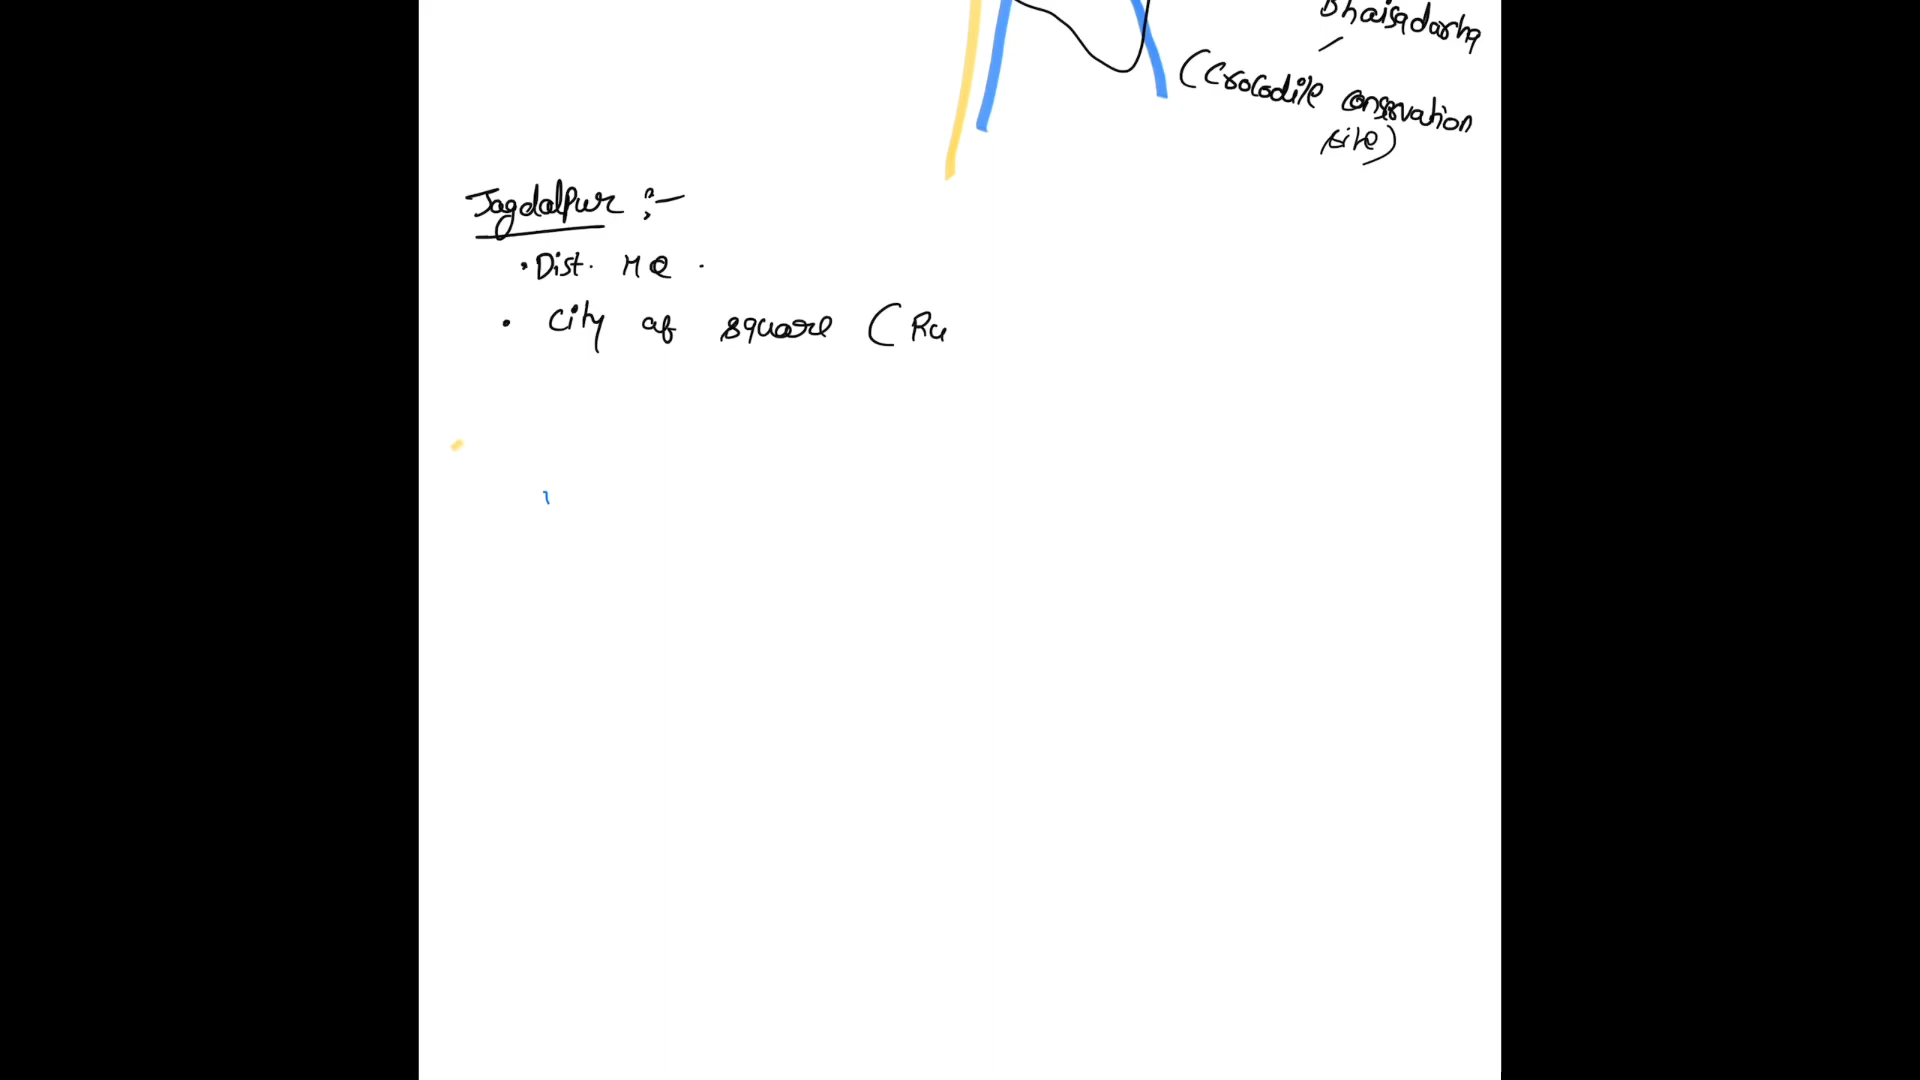 Bhaisadarha
(Crocodile conservation
site)
Jagdalpur :-
• Dist. HQ .
• City of square (Ru